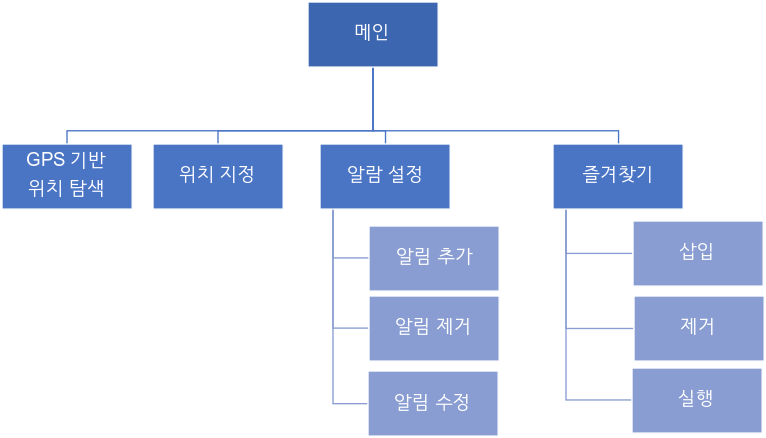 메인
GPS 기반
위치 탐색
위치 지정
알람 설정
즐겨찾기
알림 추가
알림 제거
알림 수정
삽입
제거
실행